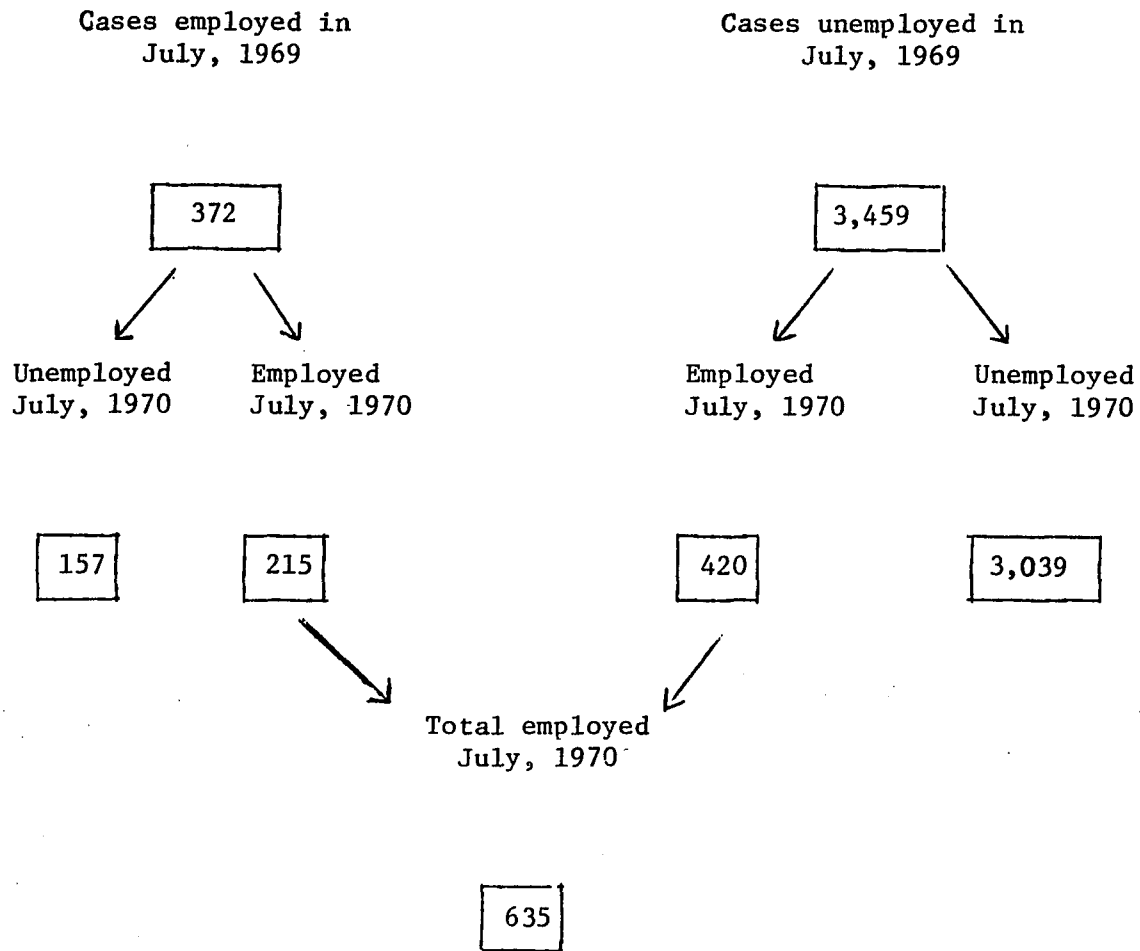 Cases employed in
July, 1969
Cases unemployed in
July, 1969
372
3,459
Unemployed
July, 1970
Employed
July, 1970
Employed
July, 1970
Unemployed
July, 1970
157
215
420
3,039
Total employed
July, 1970
635